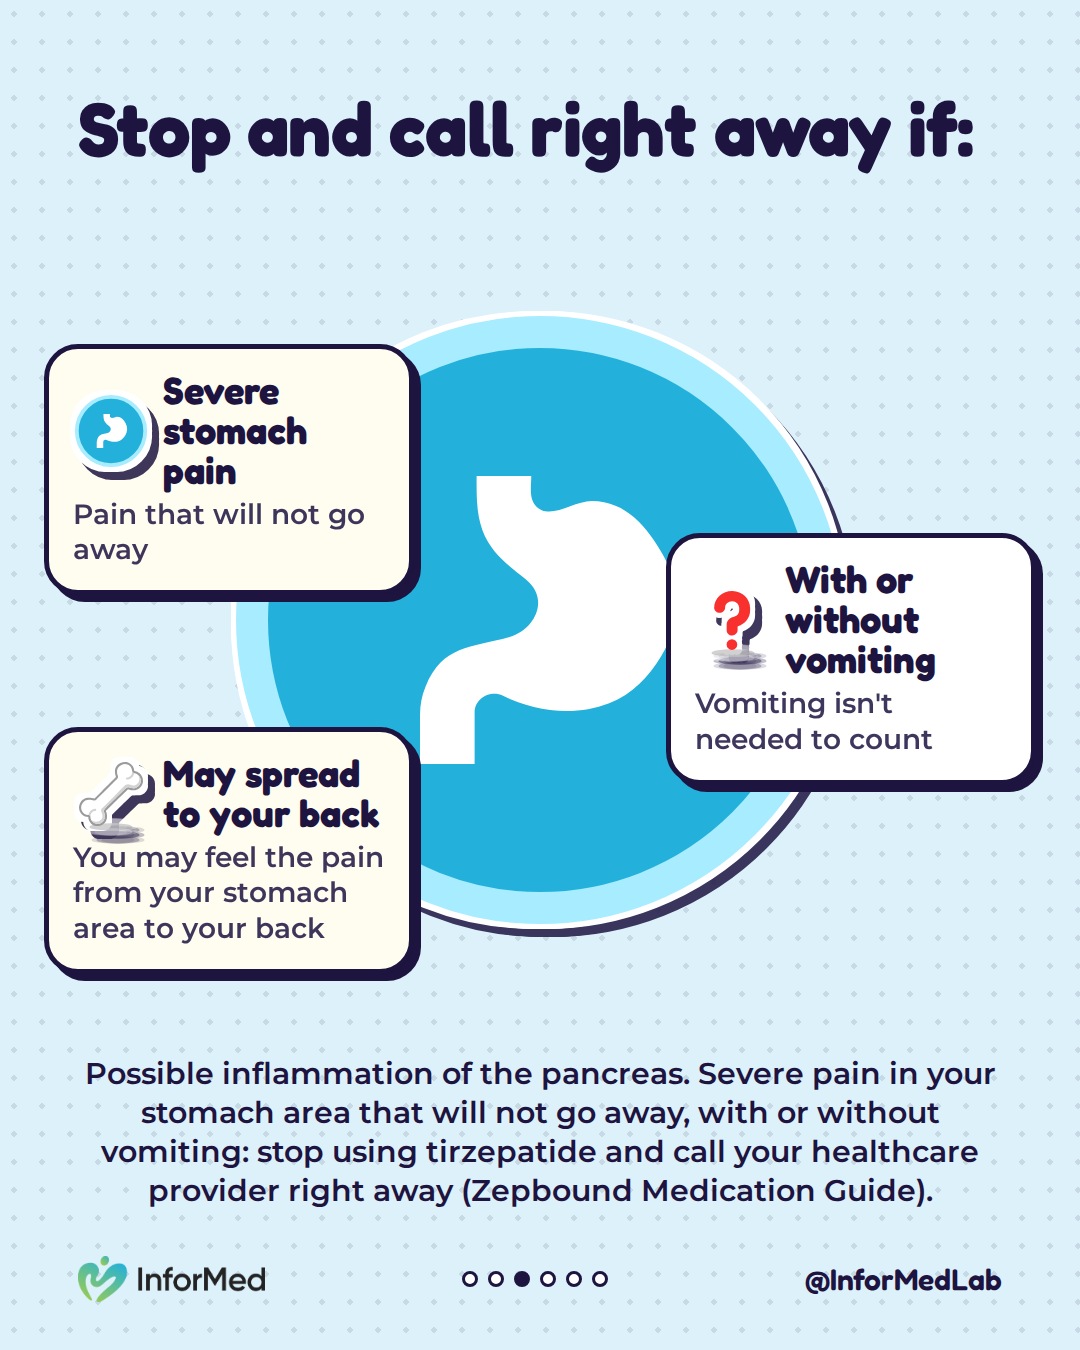 Stop and call right away if:
Severe
stomach
pain
Pain that will not go
away
With or
without
vomiting
Vomiting isn't
needed to count
May spread
to your back
You may feel the pain
from your stomach
area to your back
Possible inflammation of the pancreas. Severe pain in your
stomach area that will not go away, with or without
vomiting: stop using tirzepatide and call your healthcare
provider right away (Zepbound Medication Guide).
InforMed
@InforMedLab